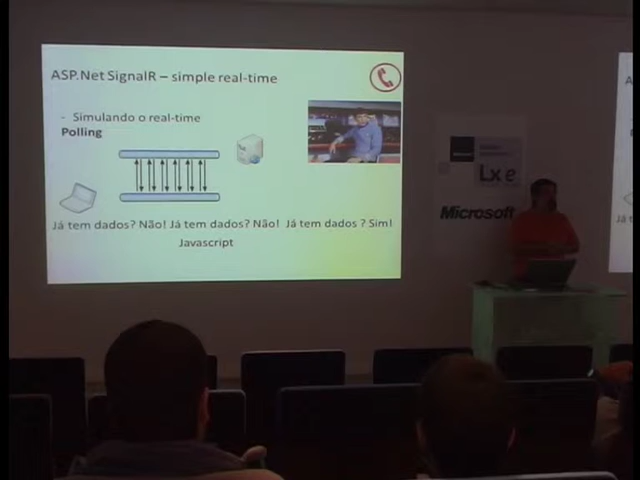 ASP.Net SignalR – simple real-time
- Simulando o real-time
Polling
Já tem dados? Não! Já tem dados? Não! Já tem dados ? Sim!
Javascript
Lx e
Microsoft